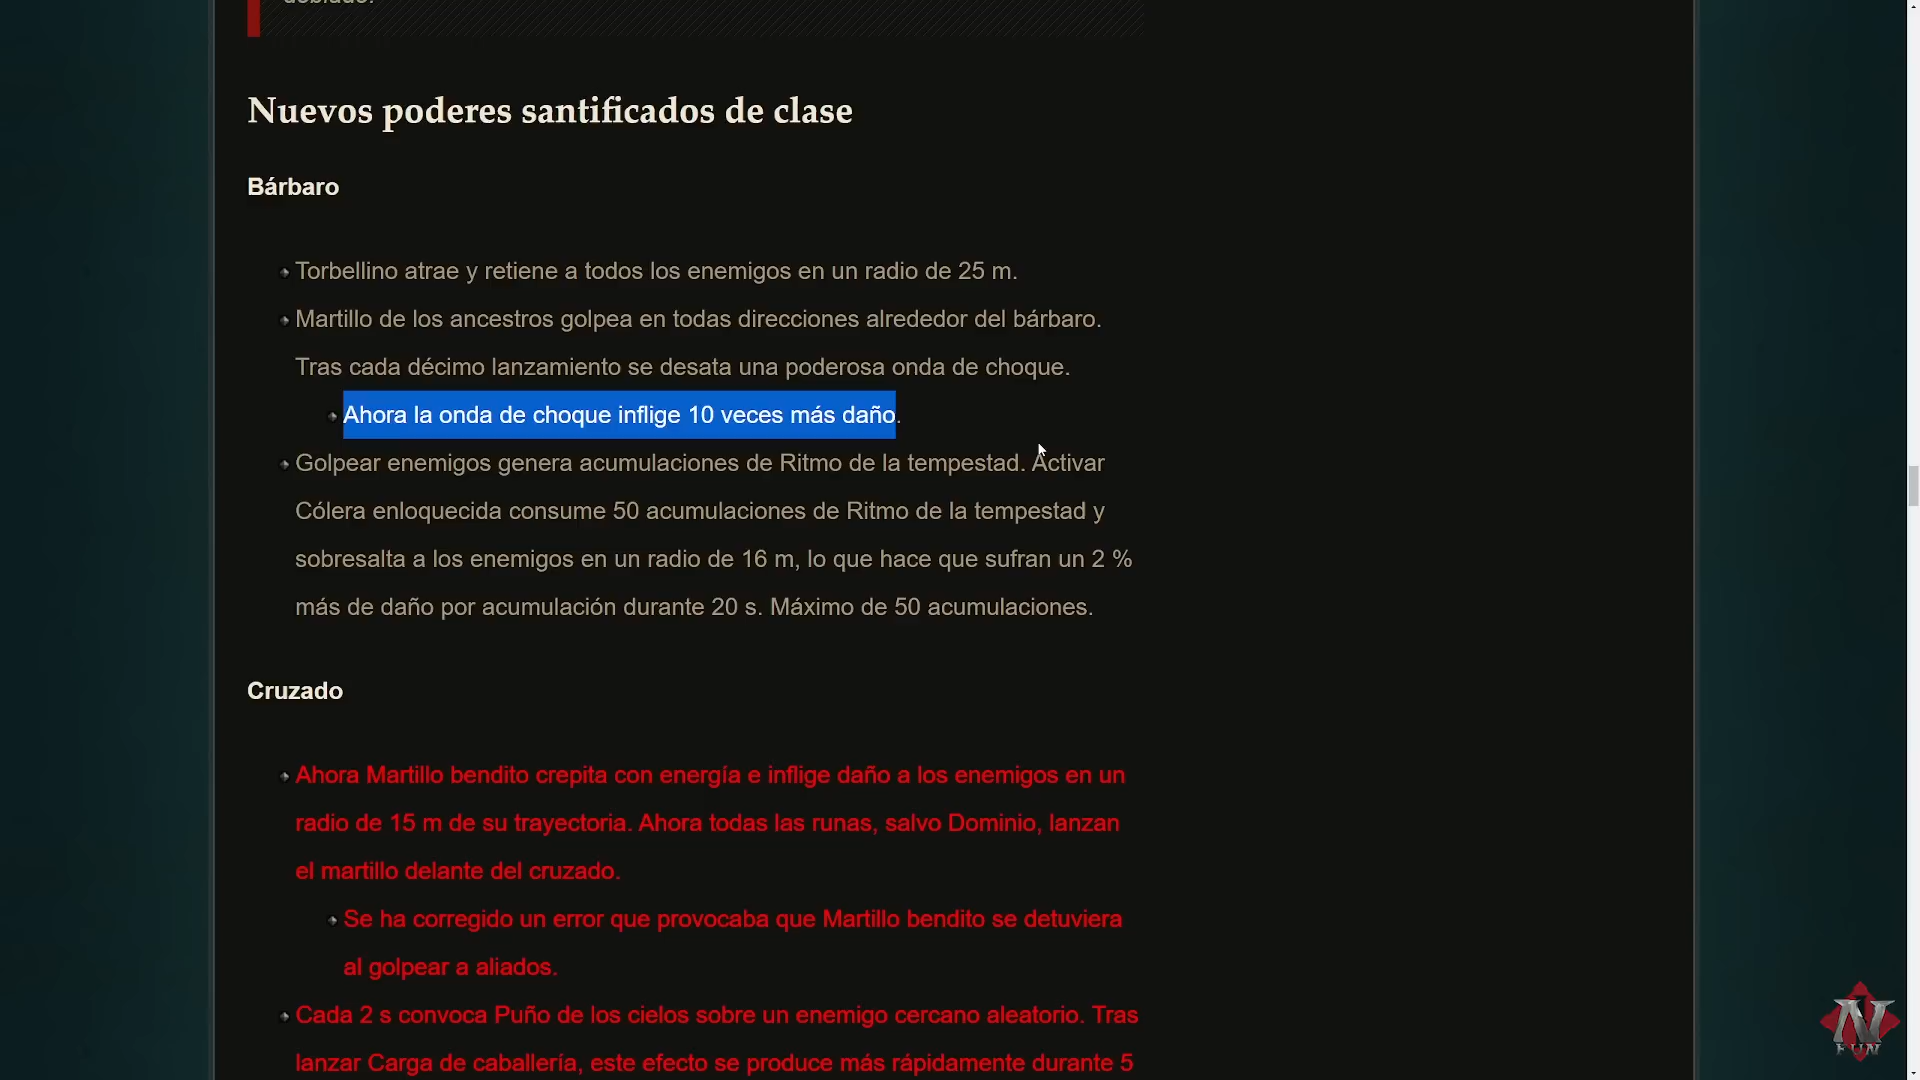 doblado.
Nuevos poderes santificados de clase
Bárbaro
Torbellino atrae y retiene a todos los enemigos en un radio de 25 m.
Martillo de los ancestros golpea en todas direcciones alrededor del bárbaro.
Tras cada décimo lanzamiento se desata una poderosa onda de choque.
Ahora la onda de choque inflige 10 veces más daño.
Golpear enemigos genera acumulaciones de Ritmo de la tempestad. Activar
Cólera enloquecida consume 50 acumulaciones de Ritmo de la tempestad y
sobresalta a los enemigos en un radio de 16 m, lo que hace que sufran un 2 %
más de daño por acumulación durante 20 s. Máximo de 50 acumulaciones.
Cruzado
Ahora Martillo bendito crepita con energía e inflige daño a los enemigos en un
radio de 15 m de su trayectoria. Ahora todas las runas, salvo Dominio, lanzan
el martillo delante del cruzado.
Se ha corregido un error que provocaba que Martillo bendito se detuviera
al golpear a aliados.
Cada 2 s convoca Puño de los cielos sobre un enemigo cercano aleatorio. Tras
lanzar Carga de caballería, este efecto se produce más rápidamente durante 5
N
FUN